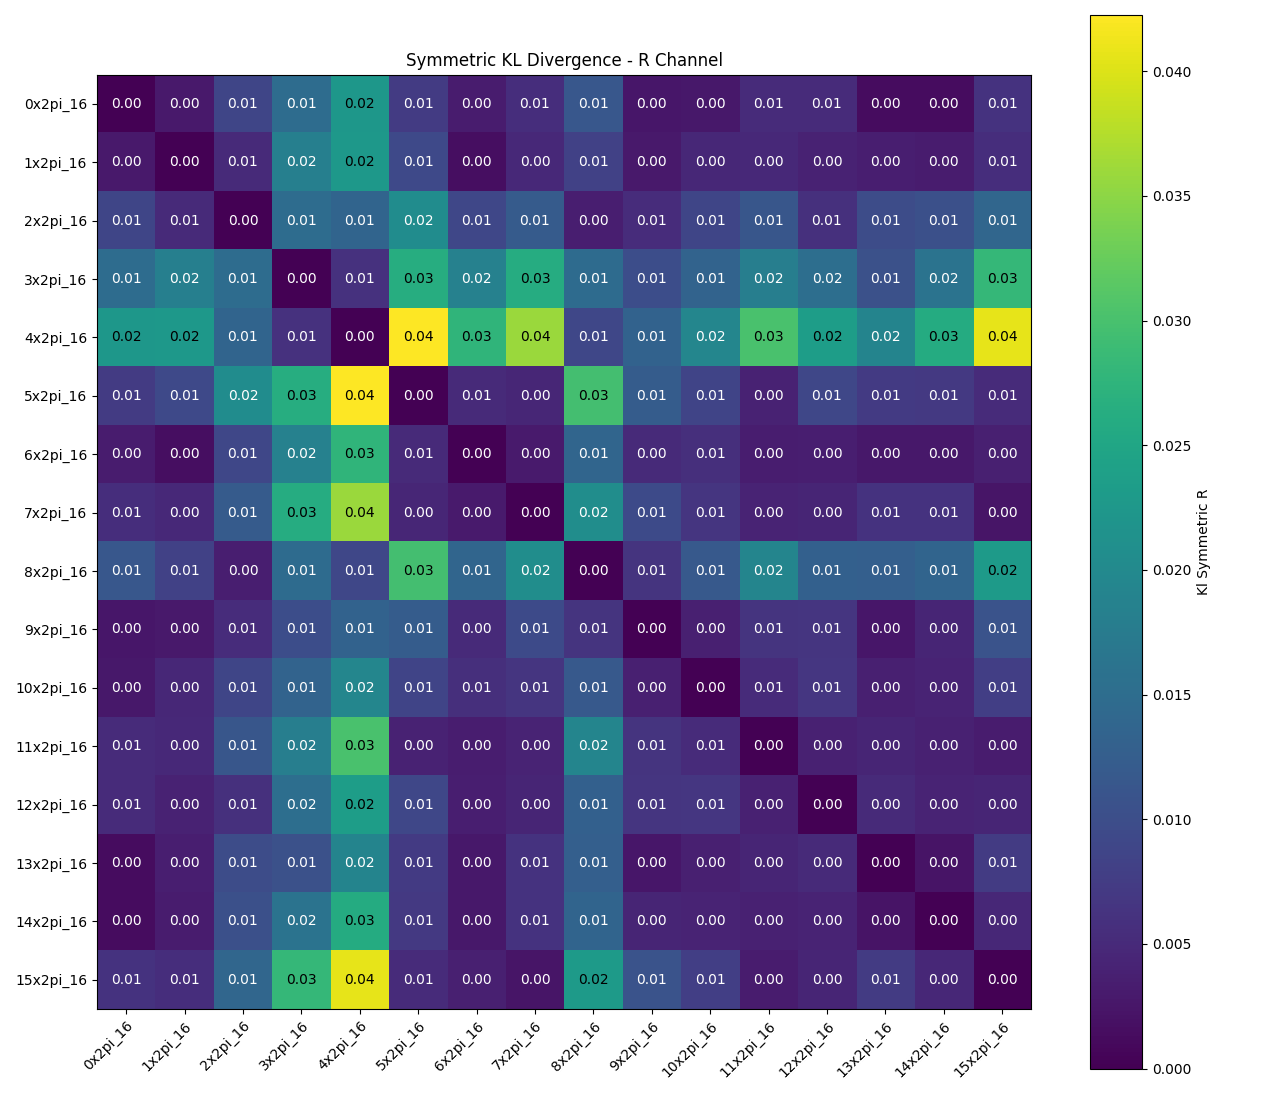 Symmetric KL Divergence - R Channel
0x2pi_16 0.00 0.00 0.01 0.01 0.02 0.01 0.00 0.01 0.01 0.00 0.00 0.01 0.01 0.00 0.00 0.01
1x2pi_16 0.00 0.00 0.01 0.02 0.02 0.01 0.00 0.00 0.01 0.00 0.00 0.00 0.00 0.00 0.00 0.01
2x2pi_16 0.01 0.01 0.00 0.01 0.01 0.02 0.01 0.01 0.00 0.01 0.01 0.01 0.01 0.01 0.01 0.01
3x2pi_16 0.01 0.02 0.01 0.00 0.01 0.03 0.02 0.03 0.01 0.01 0.01 0.02 0.02 0.01 0.02 0.03
4x2pi_16 0.02 0.02 0.01 0.01 0.00 0.04 0.03 0.04 0.01 0.01 0.02 0.03 0.02 0.02 0.03 0.04
5x2pi_16 0.01 0.01 0.02 0.03 0.04 0.00 0.01 0.00 0.03 0.01 0.01 0.00 0.01 0.01 0.01 0.01
6x2pi_16 0.00 0.00 0.01 0.02 0.03 0.01 0.00 0.00 0.01 0.00 0.01 0.00 0.00 0.00 0.00 0.00
7x2pi_16 0.01 0.00 0.01 0.03 0.04 0.00 0.00 0.00 0.02 0.01 0.01 0.00 0.00 0.01 0.01 0.00
8x2pi_16 0.01 0.01 0.00 0.01 0.01 0.03 0.01 0.02 0.00 0.01 0.01 0.02 0.01 0.01 0.01 0.02
9x2pi_16 0.00 0.00 0.01 0.01 0.01 0.01 0.00 0.01 0.01 0.00 0.00 0.01 0.01 0.00 0.00 0.01
10x2pi_16 0.00 0.00 0.01 0.01 0.02 0.01 0.01 0.01 0.01 0.00 0.00 0.01 0.01 0.00 0.00 0.01
11x2pi_16 0.01 0.00 0.01 0.02 0.03 0.00 0.00 0.00 0.02 0.01 0.01 0.00 0.00 0.00 0.00 0.00
12x2pi_16 0.01 0.00 0.01 0.02 0.02 0.01 0.00 0.00 0.01 0.01 0.01 0.00 0.00 0.00 0.00 0.00
13x2pi_16 0.00 0.00 0.01 0.01 0.02 0.01 0.00 0.01 0.01 0.00 0.00 0.00 0.00 0.00 0.00 0.01
14x2pi_16 0.00 0.00 0.01 0.02 0.03 0.01 0.00 0.01 0.01 0.00 0.00 0.00 0.00 0.00 0.00 0.00
15x2pi_16 0.01 0.01 0.01 0.03 0.04 0.01 0.00 0.00 0.02 0.01 0.01 0.00 0.00 0.01 0.00 0.00
0x2pi_16 1x2pi_16 2x2pi_16 3x2pi_16 4x2pi_16 5x2pi_16 6x2pi_16 7x2pi_16 8x2pi_16 9x2pi_16 10x2pi_16 11x2pi_16 12x2pi_16 13x2pi_16 14x2pi_16 15x2pi_16
0.040
0.035
0.030
0.025
0.020
0.015
0.010
0.005
0.000
Kl Symmetric R